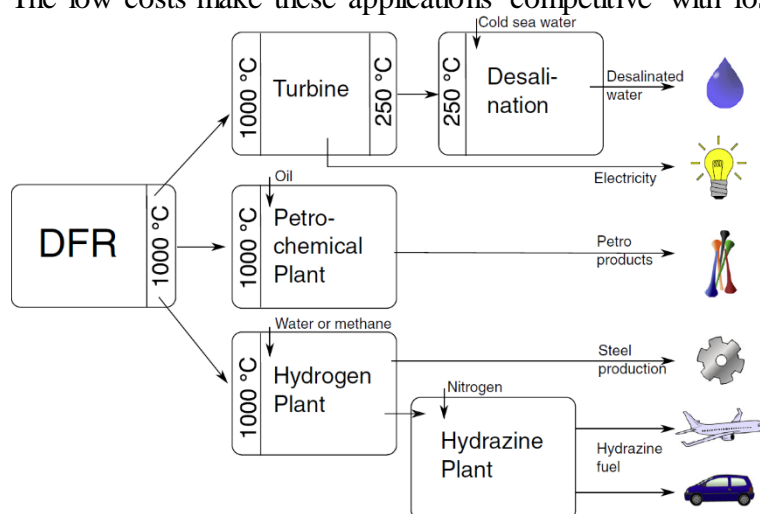 The low costs make these applications competitive with
Cold sea water
1000 °C
Turbine
250 °C
250 °C
Desali-
nation
Desalinated
water
Electricity
DFR
1000 °C
Oil
1000 °C
Petro-
chemical
Plant
Petro
products
Water or methane
1000 °C
Hydrogen
Plant
Steel
production
Nitrogen
Hydrazine
Plant
Hydrazine
fuel